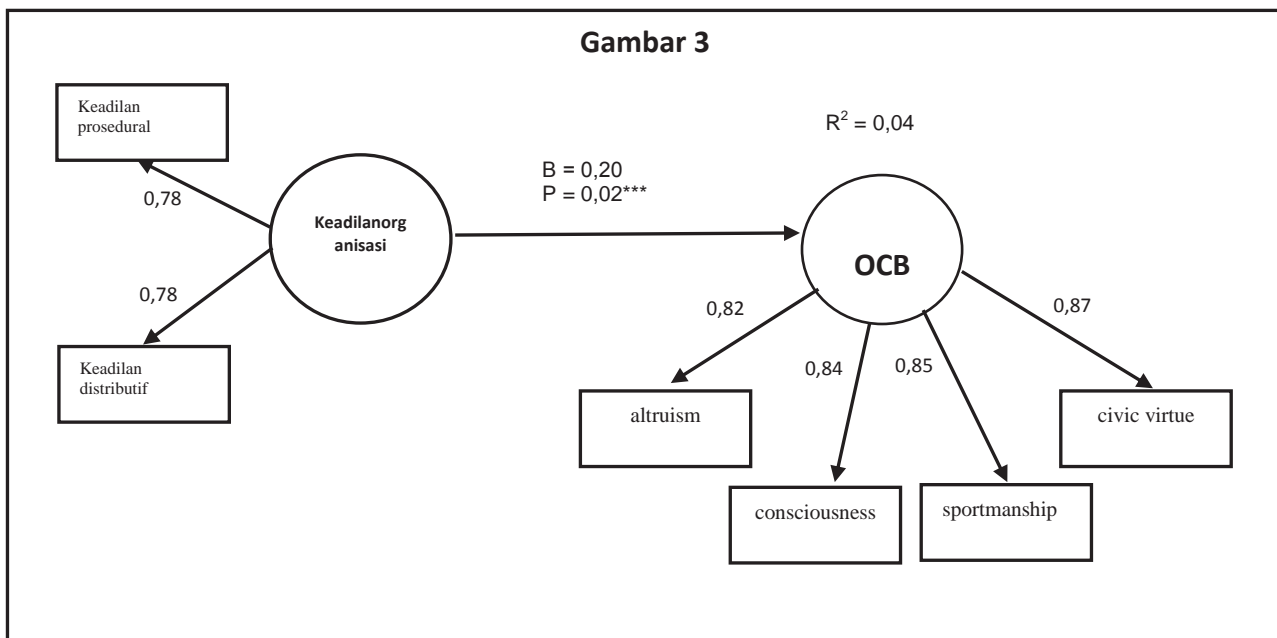 Gambar 3
Keadilan
prosedural
R² = 0,04
B = 0,20
P = 0,02***
0,78
Keadilanorg
anisasi
OCB
0,78
0,82
0,87
Keadilan
distributif
0,84
0,85
altruism
civic virtue
consciousness
sportmanship